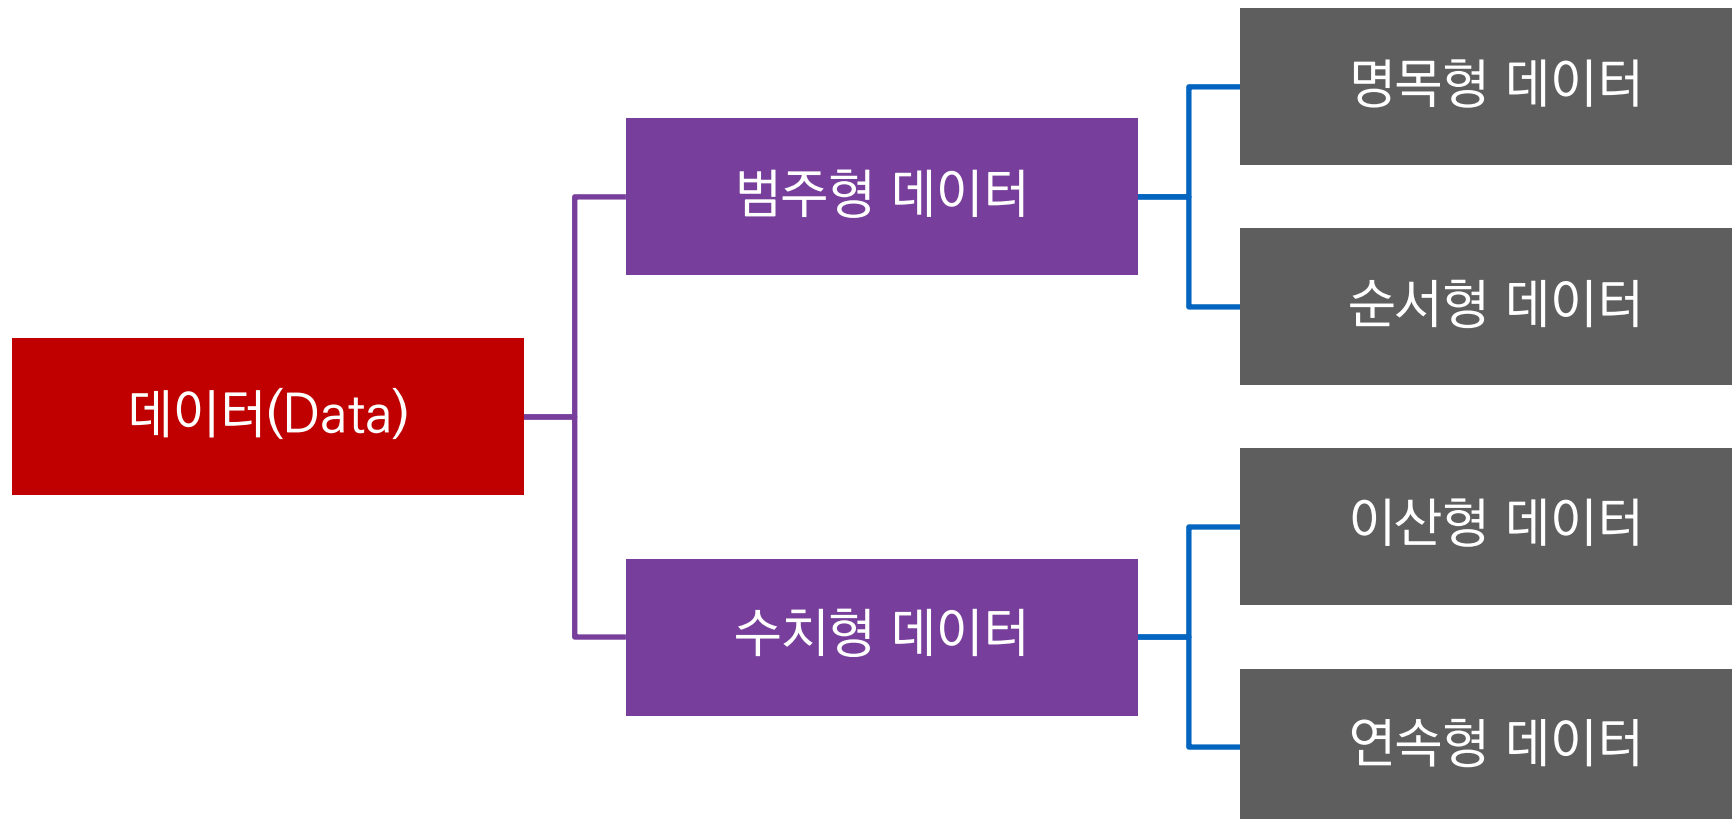 데이터(Data)
범주형 데이터
명목형 데이터
순서형 데이터
수치형 데이터
이산형 데이터
연속형 데이터